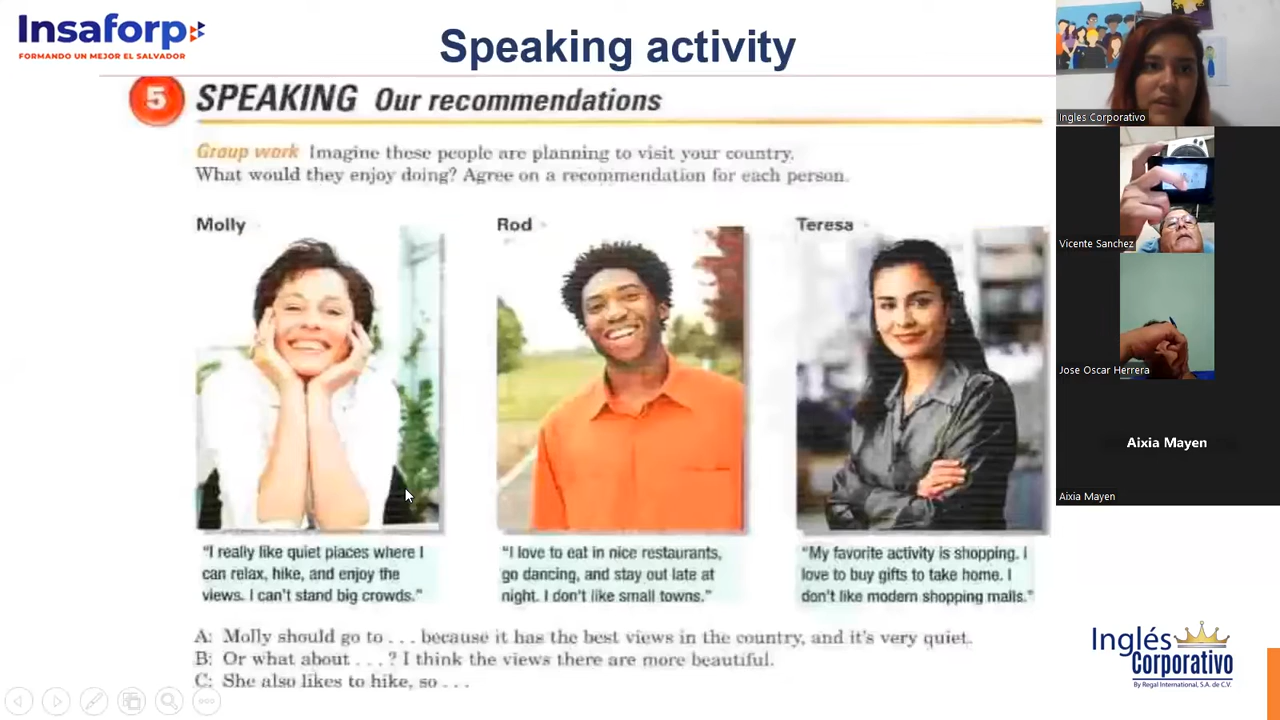 Insaforp
FORMANDO UN MEJOR EL SALVADOR
Speaking activity
5 SPEAKING Our recommendations
Group work Imagine these people are planning to visit your country.
What would they enjoy doing? Agree on a recommendation for each person.
Molly
Rod
Teresa
"I really like quiet places where I
can relax, hike, and enjoy the
views. I can't stand big crowds."
"I love to eat in nice restaurants,
go dancing, and stay out late at
night. I don't like small towns."
"My favorite activity is shopping. I
love to buy gifts to take home. I
don't like modern shopping malls."
A: Molly should go to . . . because it has the best views in the country, and it's very quiet.
B: Or what about . . . ? I think the views there are more beautiful.
C: She also likes to hike, so . . .
Ingles Corporativo
Vicente Sanchez
Jose Oscar Herrera
Aixia Mayen
Aixia Mayen
Inglés
Corporativo
By Regal International, S.A. de C.V.